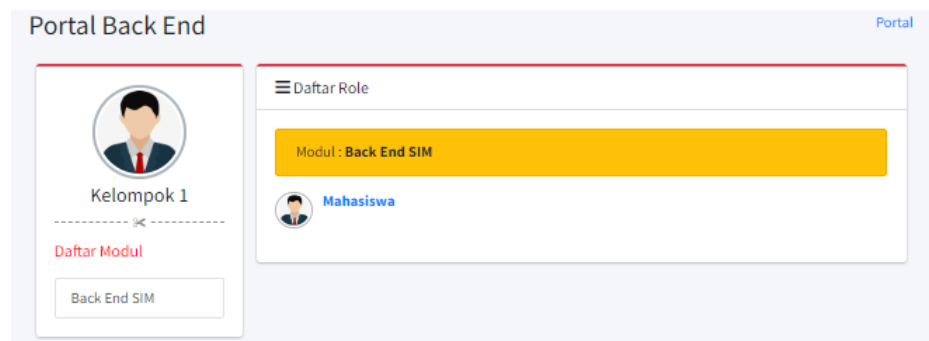 Portal Back End
Portal
Kelompok 1
Daftar Modul
Back End SIM
Daftar Role
Modul : Back End SIM
Mahasiswa